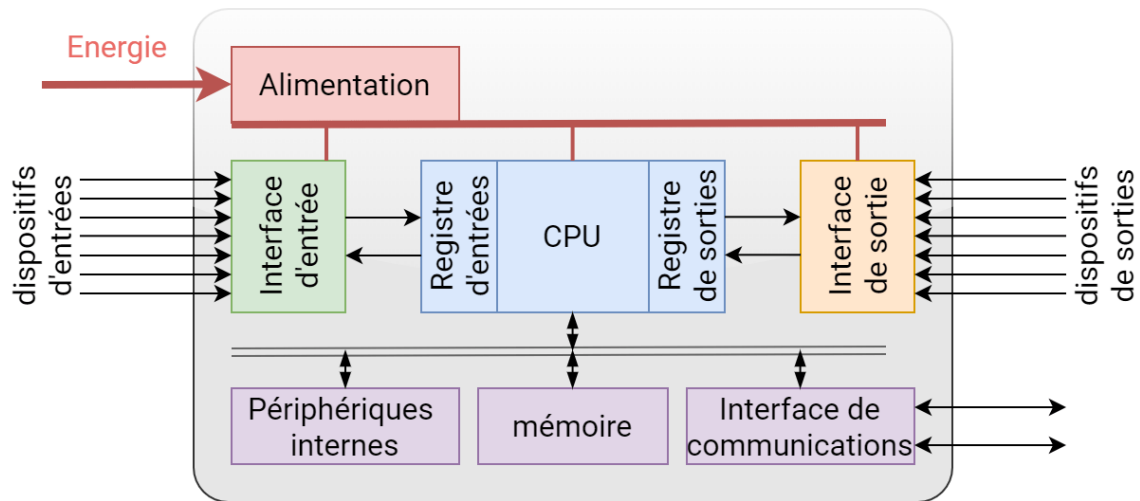 Energie
Alimentation
dispositifs
d'entrées
Interface
d'entrée
Registre
d'entrées
CPU
Registre
de sorties
Interface
de sortie
dispositifs
de sorties
Périphériques
internes
mémoire
Interface de
communications